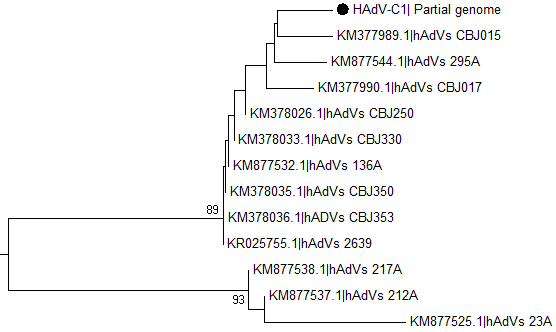 HAdV-C1| Partial genome
KM377989.1|hAdVs CBJ015
KM877544.1|hAdVs 295A
KM377990.1|hAdVs CBJ017
KM378026.1|hAdVs CBJ250
KM378033.1|hAdVs CBJ330
KM877532.1|hAdVs 136A
KM378035.1|hAdVs CBJ350
89
KM378036.1|hADVs CBJ353
KR025755.1|hAdVs 2639
KM877538.1|hAdVs 217A
KM877537.1|hAdVs 212A
93
KM877525.1|hAdVs 23A